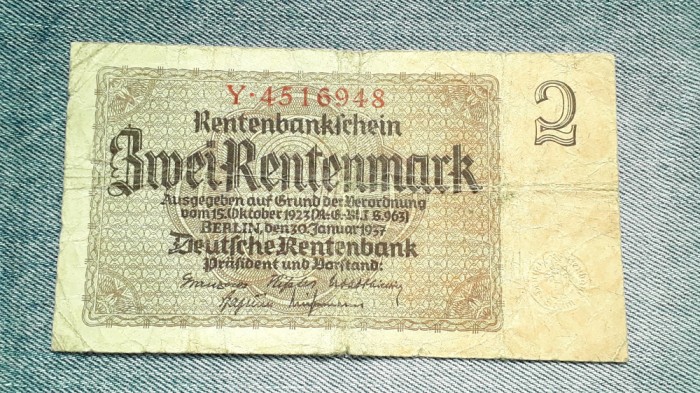 Y·4516948
Rentenbankschein
Zwei Rentenmark
Ausgegeben auf Grund der Verordnung
vom 15. Oktober 1923 (R.G.Bl.I S.963)
BERLIN, den 30. Januar 1937
Deutsche Rentenbank
Präsident und Vorstand:
2